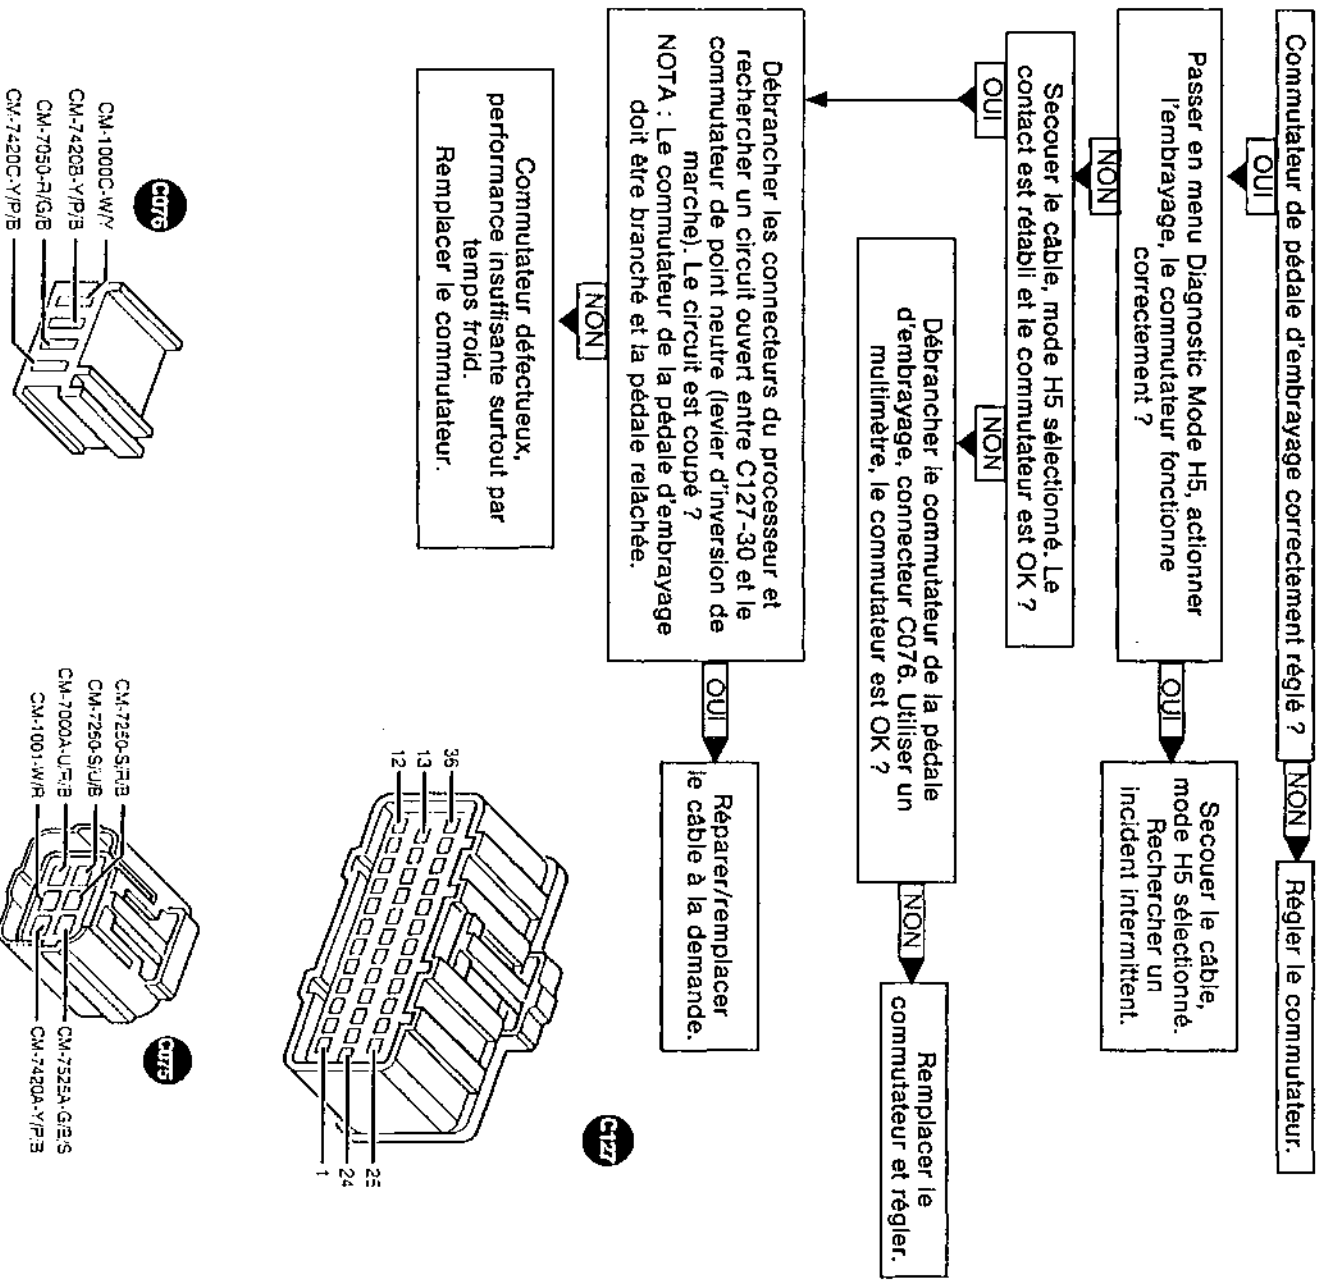 Commutateur de pédale d'embrayage correctement réglé ?
NON
Régler le commutateur.
OUI
Passer en menu Diagnostic Mode H5, actionner
l'embrayage, le commutateur fonctionne
correctement ?
OUI
Secouer le câble,
mode H5 sélectionné.
Rechercher un
incident intermittent.
NON
Secouer le câble, mode H5 sélectionné. Le
contact est rétabli et le commutateur est OK ?
OUI
NON
Débrancher le commutateur de la pédale
d'embrayage, connecteur C076. Utiliser un
multimètre, le commutateur est OK ?
NON
Remplacer le
commutateur et régler.
Débrancher les connecteurs du processeur et
rechercher un circuit ouvert entre C127-30 et le
commutateur de point neutre (levier d'inversion de
marche). Le circuit est coupé ?
NOTA : Le commutateur de la pédale d'embrayage
doit être branché et la pédale relâchée.
OUI
Réparer/remplacer
le câble à la demande.
NON
Commutateur défectueux,
performance insuffisante surtout par
temps froid.
Remplacer le commutateur.
C127
36
13
12
25
24
1
C076
CM-1000C-W/Y
CM-7420B-Y/P/B
CM-7050-R/G/B
CM-7420C-Y/P/B
CM-7250-S/R/B
CM-7250-S/U/B
CM-7000A-U/R/B
CM-1001-W/R
C075
CM-7525A-G/B/S
CM-7420A-Y/P/B